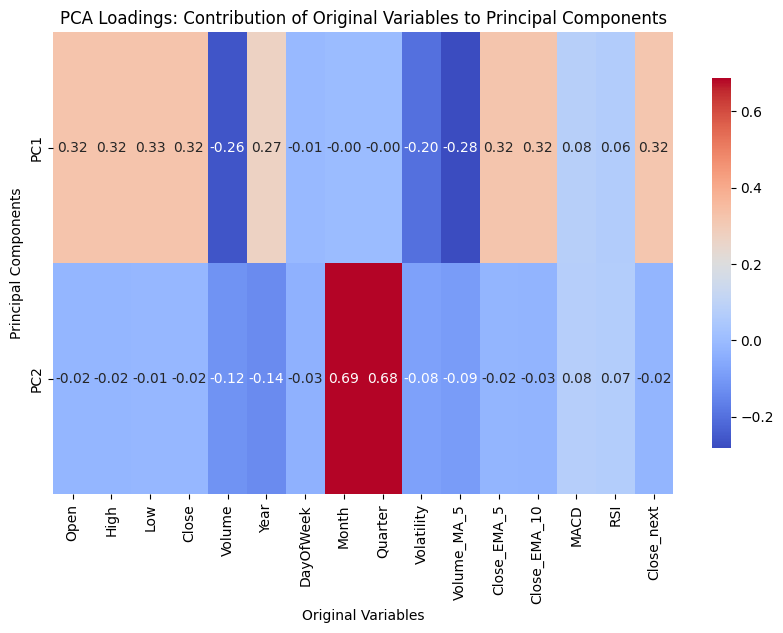 PCA Loadings: Contribution of Original Variables to Principal Components
Principal Components
PC1
0.32 0.32 0.33 0.32 -0.26 0.27 -0.01 -0.00 -0.00 -0.20 -0.28 0.32 0.32 0.08 0.06 0.32
PC2
-0.02 -0.02 -0.01 -0.02 -0.12 -0.14 -0.03 0.69 0.68 -0.08 -0.09 -0.02 -0.03 0.08 0.07 -0.02
Open
High
Low
Close
Volume
Year
DayOfWeek
Month
Quarter
Volatility
Volume_MA_5
Close_EMA_5
Close_EMA_10
MACD
RSI
Close_next
Original Variables
0.6
0.4
0.2
0.0
−0.2